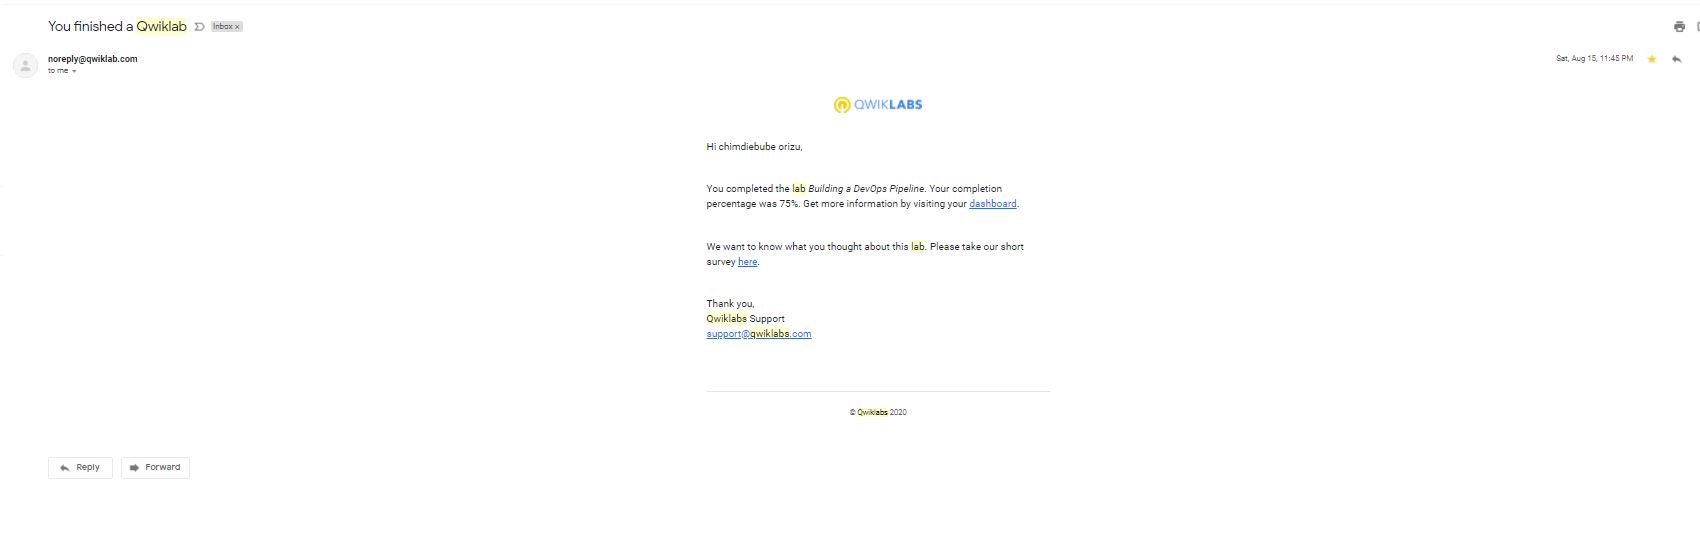 You finished a Qwiklab
Inbox x
noreply@qwiklab.com
Sat, Aug 15, 11:45 PM
to me
QWIKLABS
Hi chimdiebube orizu,
You completed the lab Building a DevOps Pipeline. Your completion
percentage was 75%. Get more information by visiting your dashboard.
We want to know what you thought about this lab. Please take our short
survey here.
Thank you,
Qwiklabs Support
support@qwiklabs.com
© Qwiklabs 2020
Reply
Forward